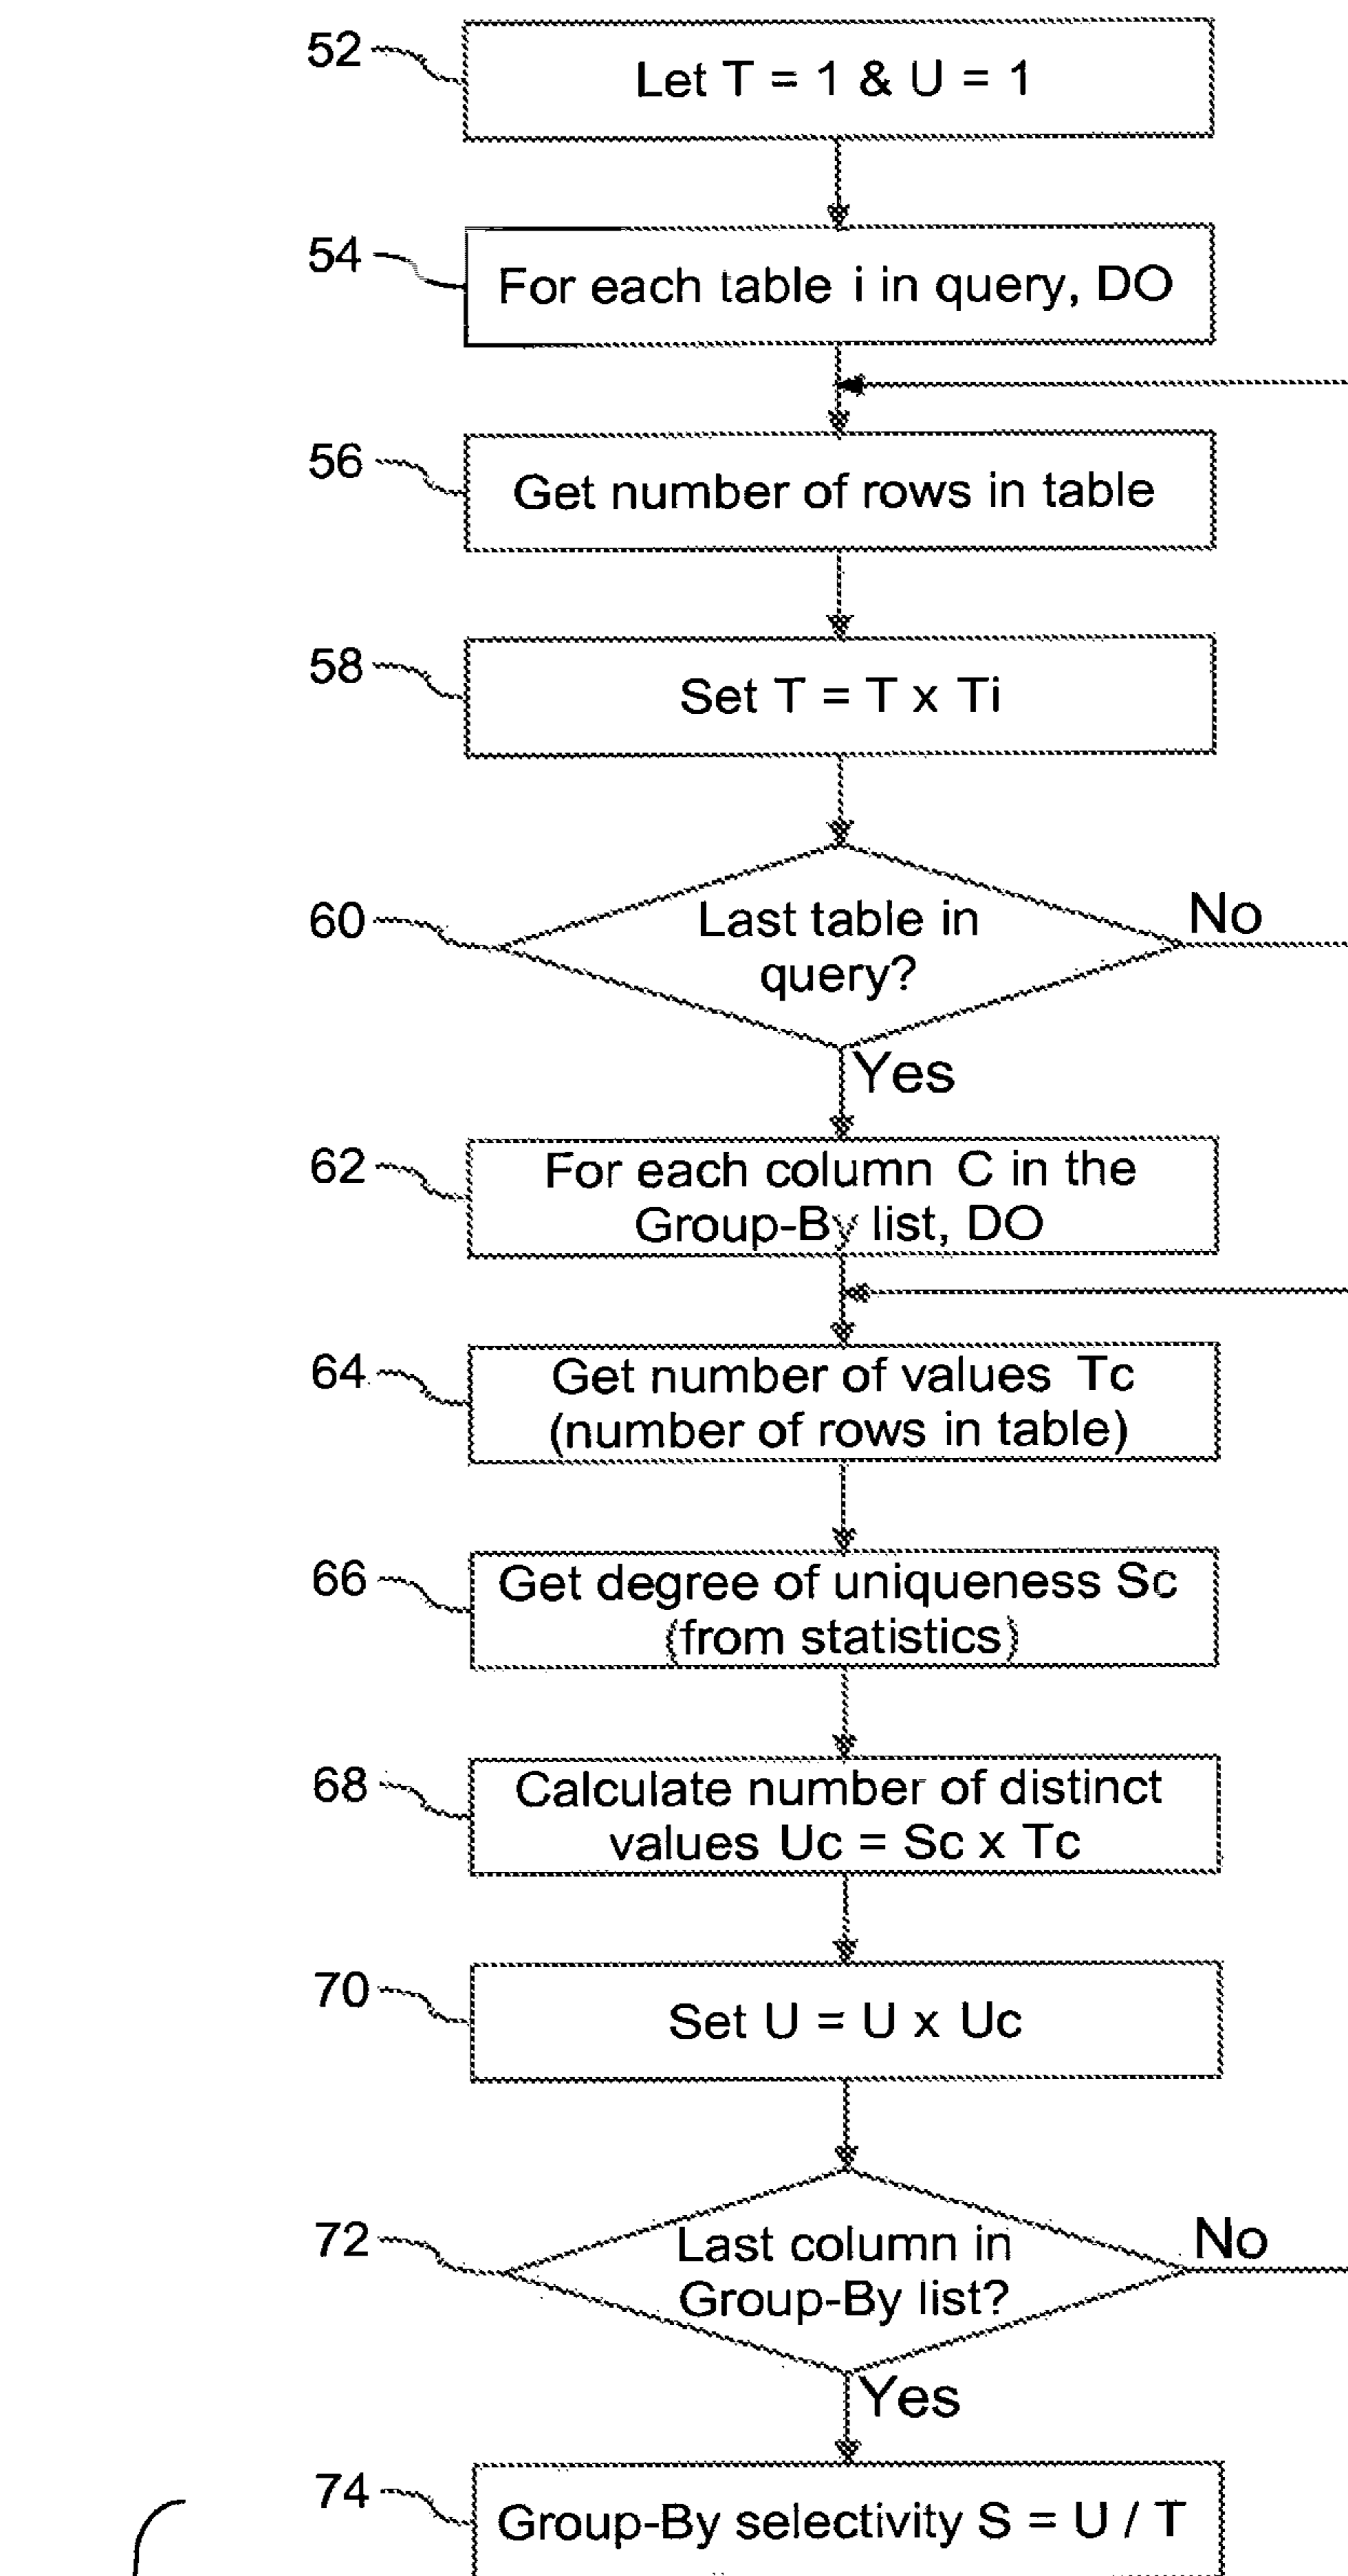 52
Let T = 1 & U = 1
54
For each table i in query, DO
56
Get number of rows in table
58
Set T = T x Ti
60
Last table in
query?
No
Yes
62
For each column C in the
Group-By list, DO
64
Get number of values Tc
(number of rows in table)
66
Get degree of uniqueness Sc
(from statistics)
68
Calculate number of distinct
values Uc = Sc x Tc
70
Set U = U x Uc
72
Last column in
Group-By list?
No
Yes
74
Group-By selectivity S = U / T